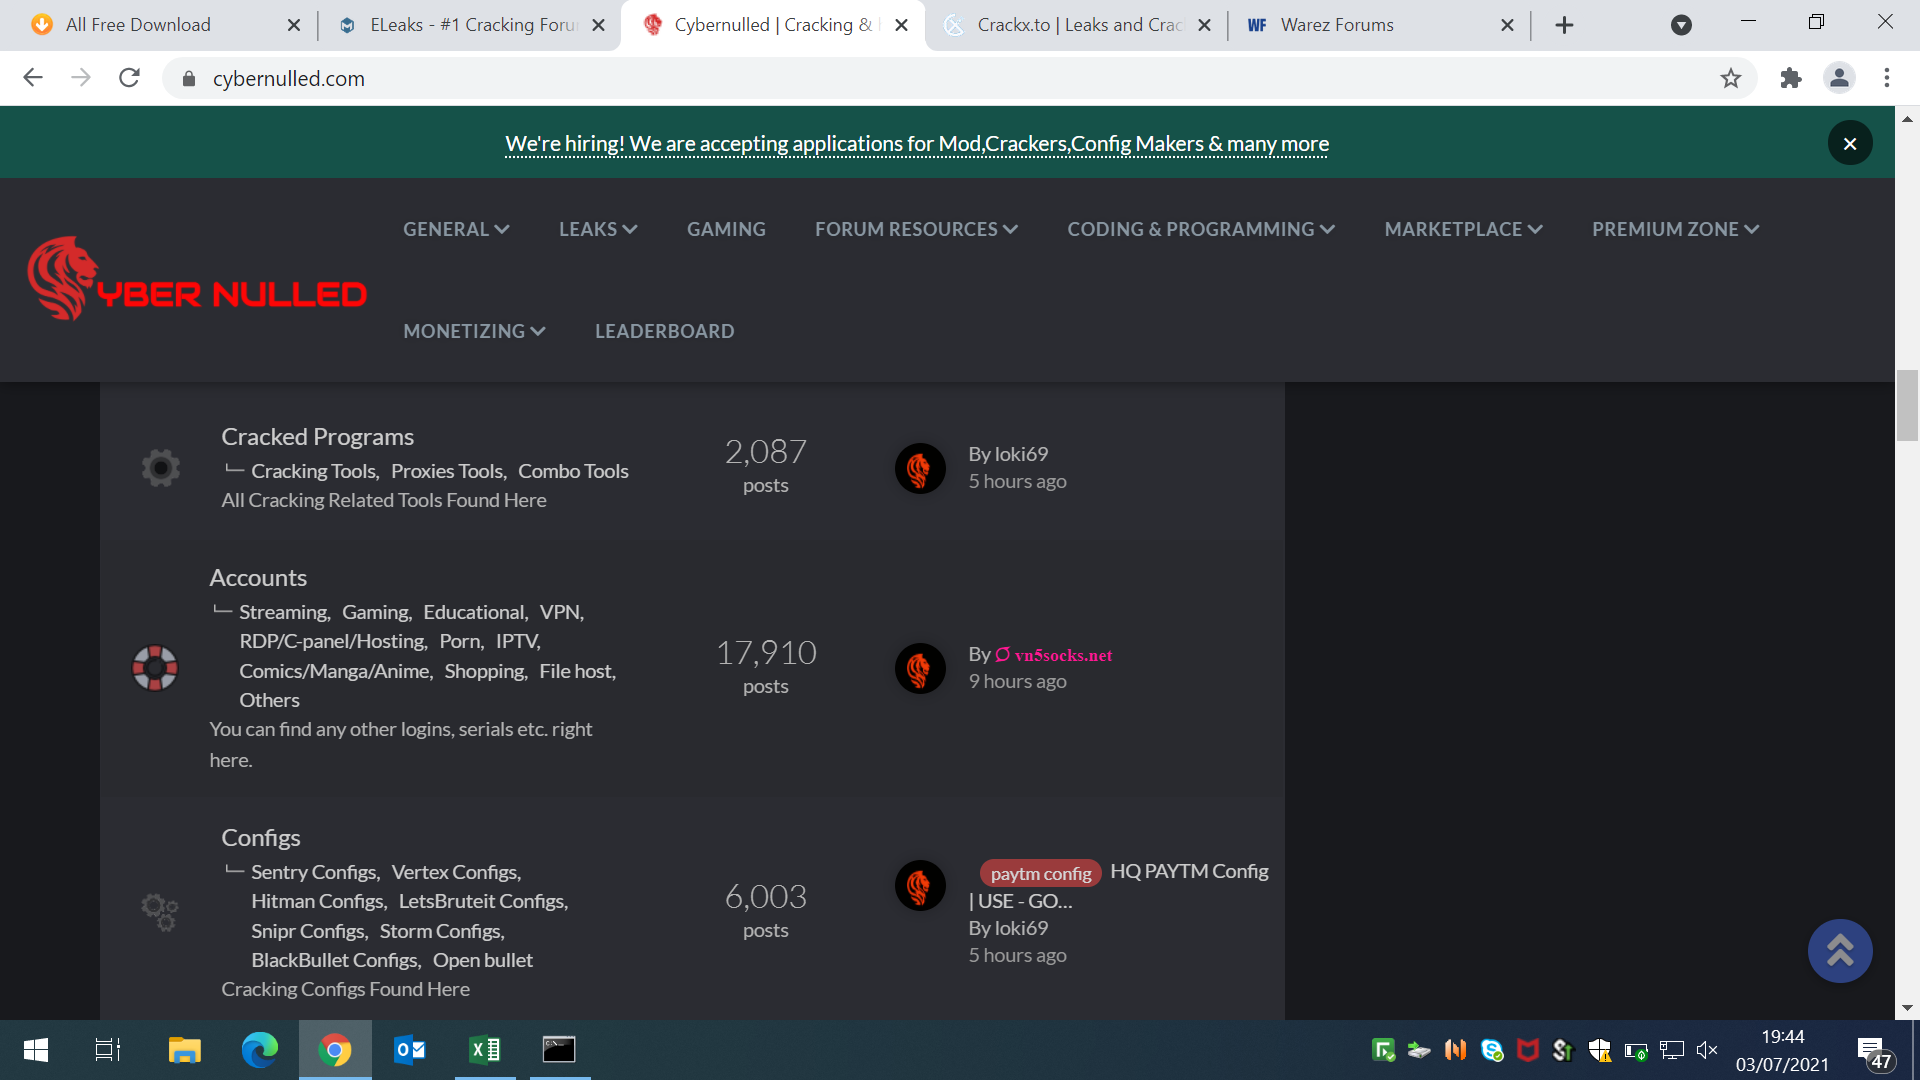 All Free Download
ELeaks - #1 Cracking Foru
Cybernulled | Cracking &
Crackx.to | Leaks and Crac
WF Warez Forums
cybernulled.com
We're hiring! We are accepting applications for Mod,Crackers,Config Makers & many more
GENERAL
LEAKS
GAMING
FORUM RESOURCES
CODING & PROGRAMMING
MARKETPLACE
PREMIUM ZONE
YBER NULLED
MONETIZING
LEADERBOARD
Cracked Programs
Cracking Tools, Proxies Tools, Combo Tools
All Cracking Related Tools Found Here
2,087
posts
By loki69
5 hours ago
Accounts
Streaming, Gaming, Educational, VPN,
RDP/C-panel/Hosting, Porn, IPTV,
Comics/Manga/Anime, Shopping, File host,
Others
You can find any other logins, serials etc. right
here.
17,910
posts
By vn5socks.net
9 hours ago
Configs
Sentry Configs, Vertex Configs,
Hitman Configs, LetsBruteit Configs,
Snipr Configs, Storm Configs,
BlackBullet Configs, Open bullet
Cracking Configs Found Here
6,003
posts
paytm config HQ PAYTM Config
| USE - GO...
By loki69
5 hours ago
19:44
03/07/2021
47